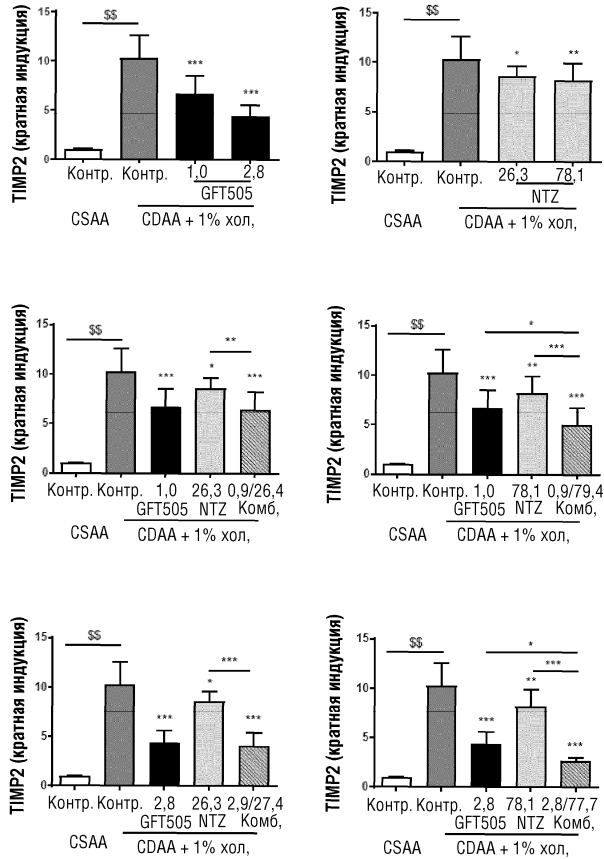 TIMP2 (кратная индукция)
15
10
5
0
$$
***
***
Контр. Контр. 1,0 2,8
GFT505
CSAA CDAA + 1% хол,
TIMP2 (кратная индукция)
15
10
5
0
$$
*
**
Контр. Контр. 26,3 78,1
NTZ
CSAA CDAA + 1% хол,
TIMP2 (кратная индукция)
15
10
5
0
$$
**
***
*
***
Контр. Контр. 1,0 26,3 0,9/26,4
GFT505 NTZ Комб,
CSAA CDAA + 1% хол,
TIMP2 (кратная индукция)
15
10
5
0
$$
*
***
***
**
***
Контр. Контр. 1,0 78,1 0,9/79,4
GFT505 NTZ Комб,
CSAA CDAA + 1% хол,
TIMP2 (кратная индукция)
15
10
5
0
$$
***
***
*
***
Контр. Контр. 2,8 26,3 2,9/27,4
GFT505 NTZ Комб,
CSAA CDAA + 1% хол,
TIMP2 (кратная индукция)
15
10
5
0
$$
*
***
***
**
***
Контр. Контр. 2,8 78,1 2,8/77,7
GFT505 NTZ Комб,
CSAA CDAA + 1% хол,